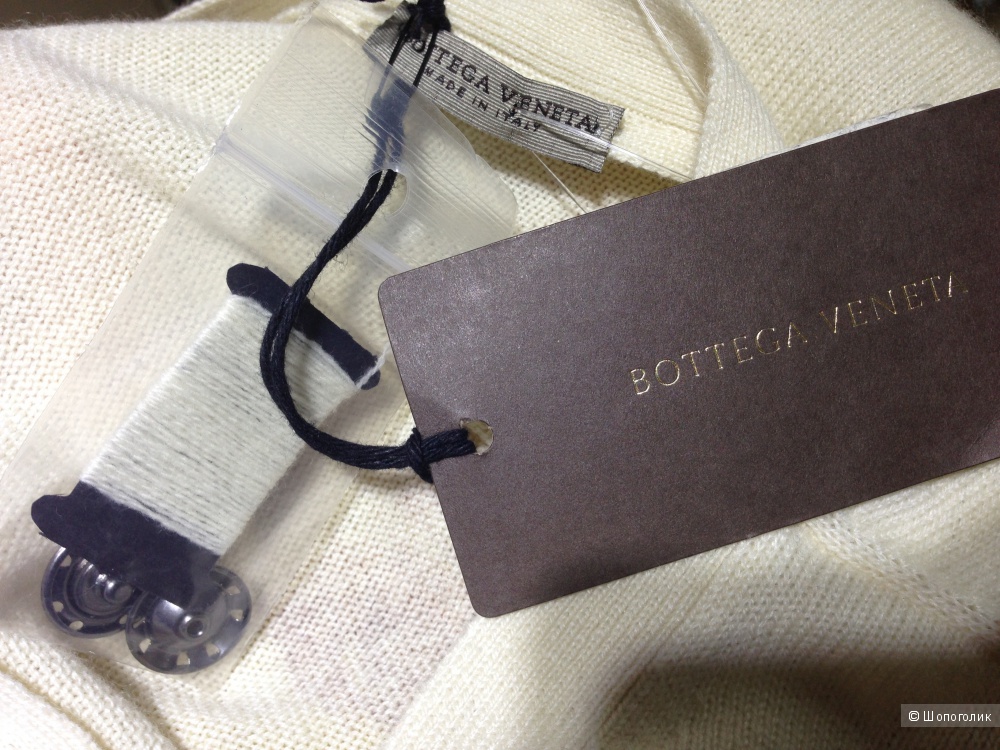 BOTTEGA VENETA
MADE IN ITALY
BOTTEGA VENETA
© Шопоголик